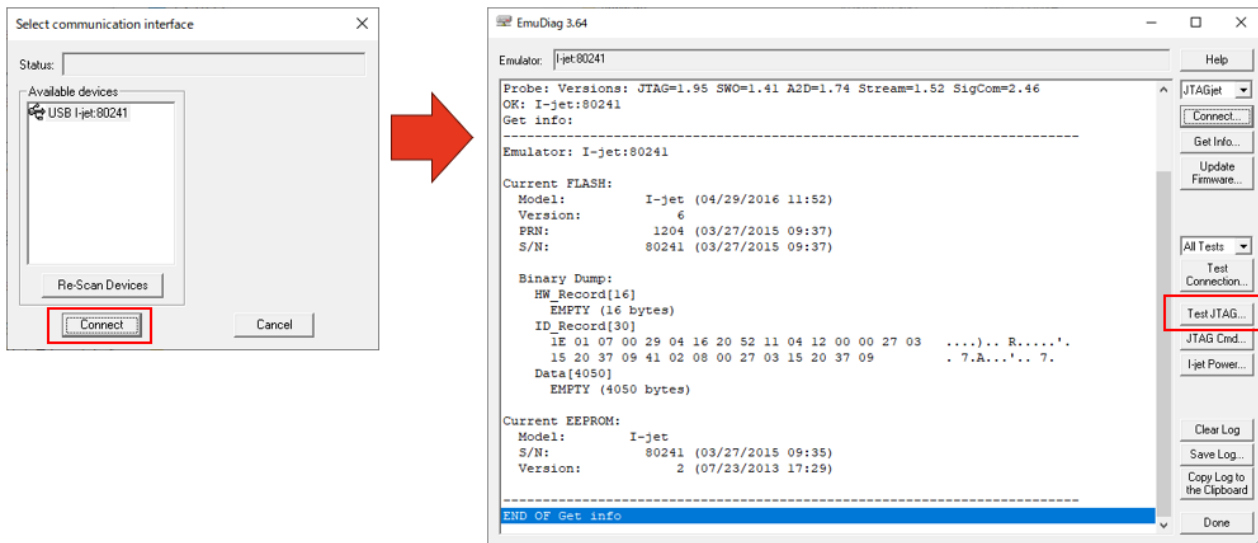 Select communication interface
Status:
Available devices
USB I-jet:80241
Re-Scan Devices
Connect
Cancel
EmuDiag 3.64
Emulator: I-jet:80241
Probe: Versions: JTAG=1.95 SWO=1.41 A2D=1.74 Stream=1.52 SigCom=2.46
OK: I-jet:80241
Get info:
--------------------------------------------------------------------------
Emulator: I-jet:80241
Current FLASH:
Model: I-jet (04/29/2016 11:52)
Version: 6
PRN: 1204 (03/27/2015 09:37)
S/N: 80241 (03/27/2015 09:37)
Binary Dump:
HW_Record[16]
EMPTY (16 bytes)
ID_Record[30]
1E 01 07 00 29 04 16 20 52 11 04 12 00 00 27 03 ....).. R.....'.
15 20 37 09 41 02 08 00 27 03 15 20 37 09 . 7.A...'.. 7.
Data[4050]
EMPTY (4050 bytes)
Current EEPROM:
Model: I-jet
S/N: 80241 (03/27/2015 09:35)
Version: 2 (07/23/2013 17:29)
--------------------------------------------------------------------------
END OF Get info
Help
JTAGjet
Connect...
Get Info...
Update
Firmware...
All Tests
Test
Connection...
Test JTAG...
JTAG Cmd...
I-jet Power...
Clear Log
Save Log...
Copy Log to
the Clipboard
Done